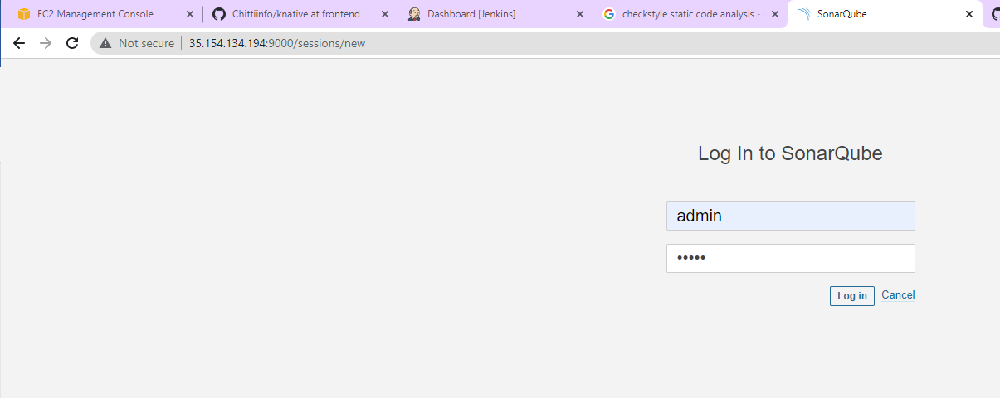 EC2 Management Console
Chittiinfo/knative at frontend
Dashboard [Jenkins]
checkstyle static code analysis -
SonarQube
Not secure | 35.154.134.194:9000/sessions/new
Log In to SonarQube
admin
•••••
Log in Cancel